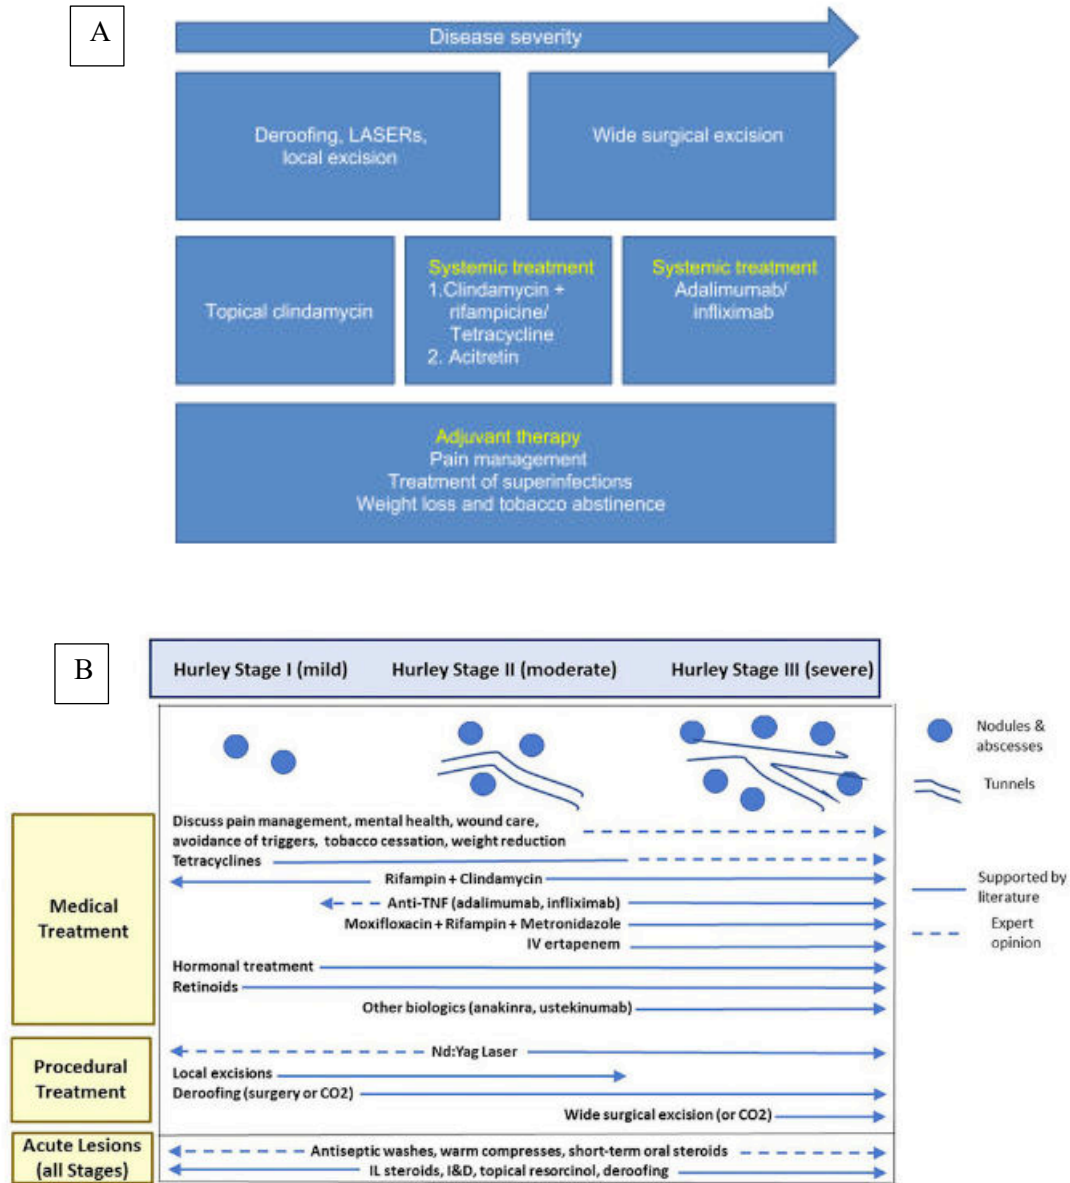 A
Disease severity
Deroofing, LASERs,
local excision
Wide surgical excision
Topical clindamycin
Systemic treatment
1.Clindamycin +
rifampicine/
Tetracycline
2. Acitretin
Systemic treatment
Adalimumab/
infliximab
Adjuvant therapy
Pain management
Treatment of superinfections
Weight loss and tobacco abstinence
B
Hurley Stage I (mild)
Hurley Stage II (moderate)
Hurley Stage III (severe)
Nodules &
abscesses
Tunnels
Supported by
literature
Expert
opinion
Medical
Treatment
Discuss pain management, mental health, wound care,
avoidance of triggers, tobacco cessation, weight reduction
Tetracyclines
Rifampin + Clindamycin
Anti-TNF (adalimumab, infliximab)
Moxifloxacin + Rifampin + Metronidazole
IV ertapenem
Hormonal treatment
Retinoids
Other biologics (anakinra, ustekinumab)
Procedural
Treatment
Nd:Yag Laser
Local excisions
Deroofing (surgery or CO2)
Wide surgical excision (or CO2)
Acute Lesions
(all Stages)
Antiseptic washes, warm compresses, short-term oral steroids
IL steroids, I&D, topical resorcinol, deroofing